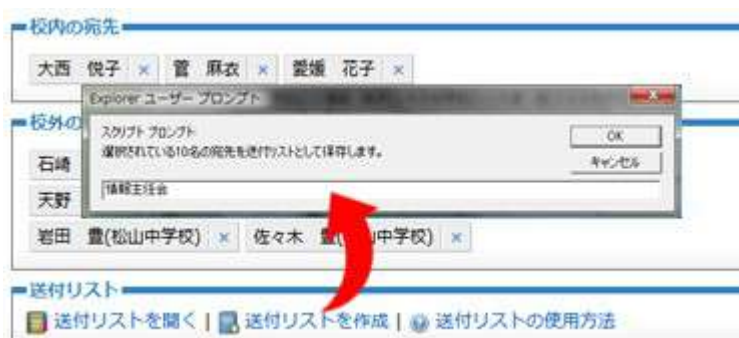 校内の宛先
大西 悦子 × 菅 麻衣 × 愛媛 花子 ×
Explorer ユーザー プロンプト
校外の
スクリプト プロンプト:
選択されている10名の宛先を送付リストとして保存します。
OK
キャンセル
石崎
情報主任会
天野
岩田 豊(松山中学校) × 佐々木 中学校) ×
送付リスト
送付リストを開く | 送付リストを作成 | 送付リストの使用方法